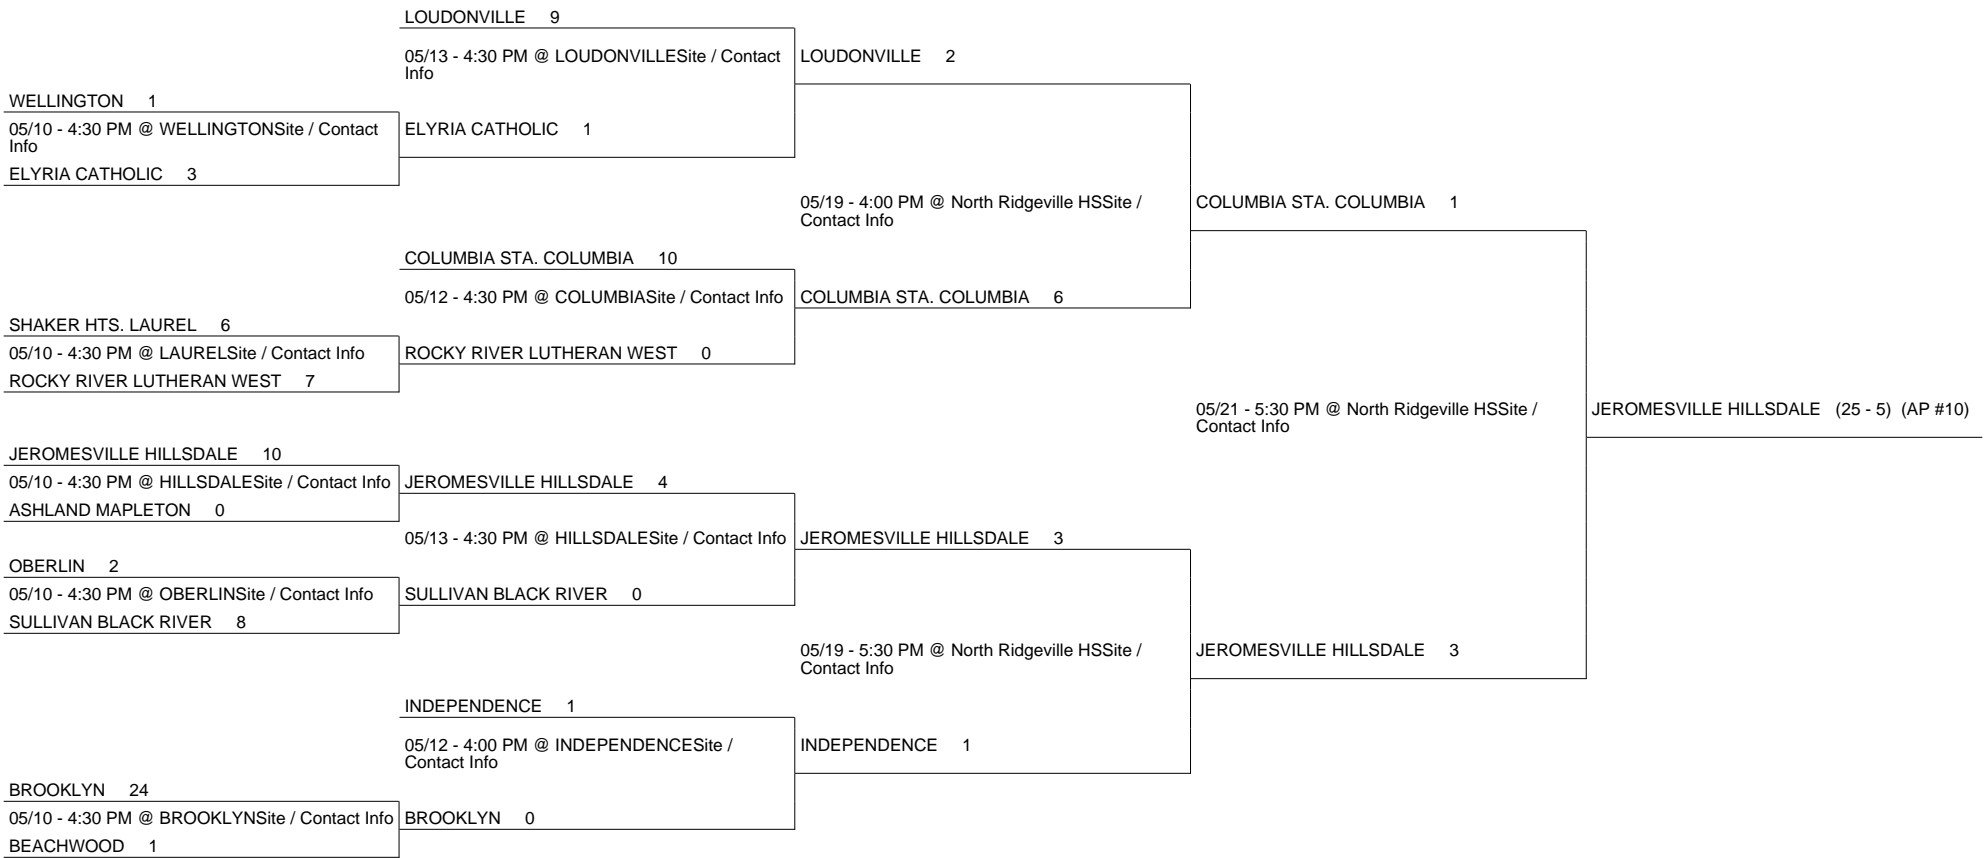 LOUDONVILLE 9
05/13 - 4:30 PM @ LOUDONVILLESite / Contact
Info
LOUDONVILLE 2
WELLINGTON 1
05/10 - 4:30 PM @ WELLINGTONSite / Contact
Info
ELYRIA CATHOLIC 3
ELYRIA CATHOLIC 1
05/19 - 4:00 PM @ North Ridgeville HSSite /
Contact Info
COLUMBIA STA. COLUMBIA 1
COLUMBIA STA. COLUMBIA 10
05/12 - 4:30 PM @ COLUMBIASite / Contact Info
COLUMBIA STA. COLUMBIA 6
SHAKER HTS. LAUREL 6
05/10 - 4:30 PM @ LAURELSite / Contact Info
ROCKY RIVER LUTHERAN WEST 7
ROCKY RIVER LUTHERAN WEST 0
05/21 - 5:30 PM @ North Ridgeville HSSite /
Contact Info
JEROMESVILLE HILLSDALE (25 - 5) (AP #10)
JEROMESVILLE HILLSDALE 10
05/10 - 4:30 PM @ HILLSDALESite / Contact Info
ASHLAND MAPLETON 0
JEROMESVILLE HILLSDALE 4
05/13 - 4:30 PM @ HILLSDALESite / Contact Info
JEROMESVILLE HILLSDALE 3
OBERLIN 2
05/10 - 4:30 PM @ OBERLINSite / Contact Info
SULLIVAN BLACK RIVER 8
SULLIVAN BLACK RIVER 0
05/19 - 5:30 PM @ North Ridgeville HSSite /
Contact Info
JEROMESVILLE HILLSDALE 3
INDEPENDENCE 1
05/12 - 4:00 PM @ INDEPENDENCESite /
Contact Info
INDEPENDENCE 1
BROOKLYN 24
05/10 - 4:30 PM @ BROOKLYNSite / Contact Info
BEACHWOOD 1
BROOKLYN 0